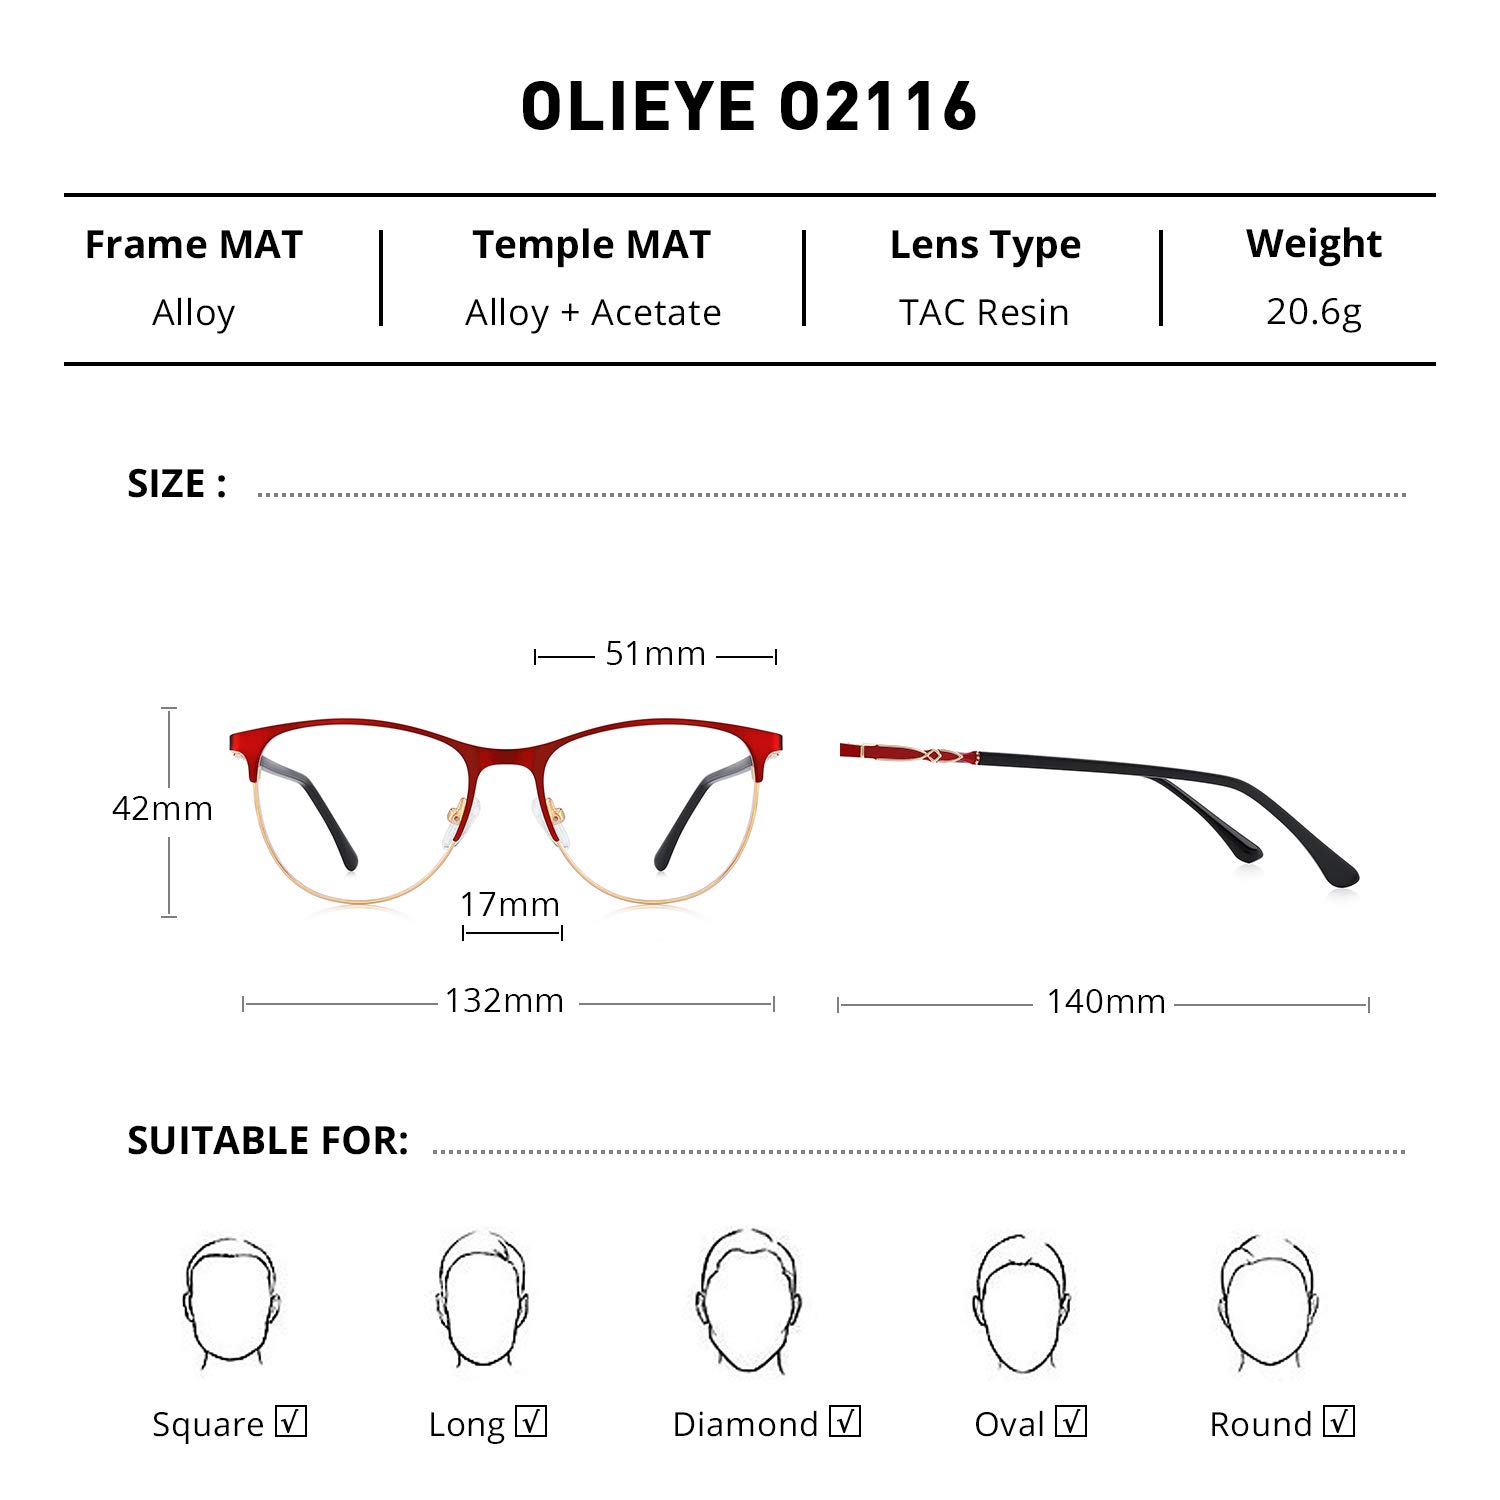 OLIEYE O2116
Frame MAT Temple MAT Lens Type Weight
Alloy Alloy + Acetate TAC Resin 20.6g
SIZE :
51mm
42mm
17mm
132mm 140mm
SUITABLE FOR:
Square √ Long √ Diamond √ Oval √ Round √